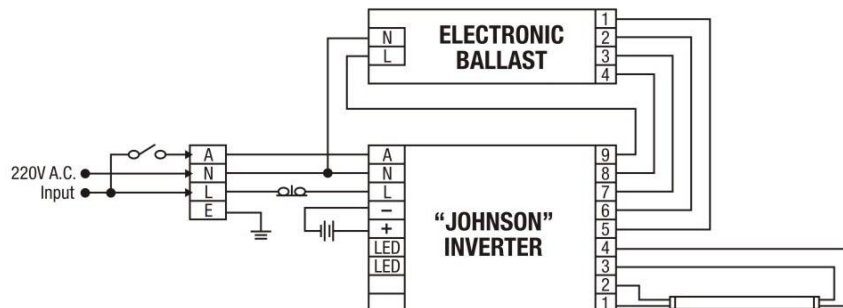 N
L
ELECTRONIC
BALLAST
1
2
3
4
220V A.C.
Input
A
N
L
E
A
N
L
−
+
LED
LED
“JOHNSON”
INVERTER
9
8
7
6
5
4
3
2
1